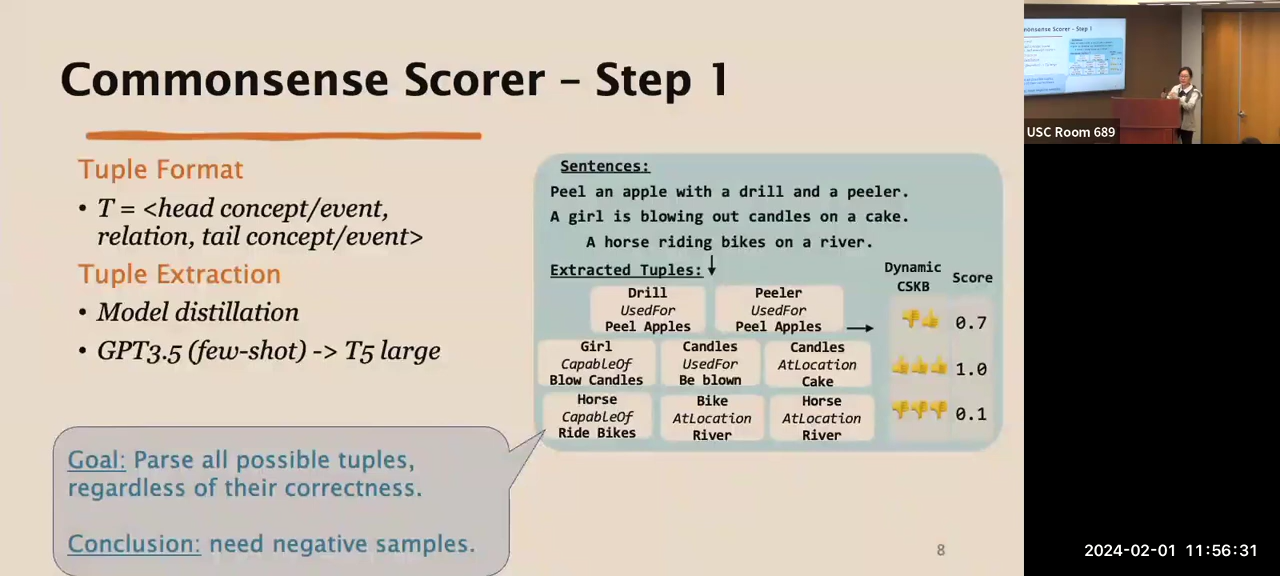 Commonsense Scorer – Step 1
Tuple Format
• T = <head concept/event,
relation, tail concept/event>
Tuple Extraction
• Model distillation
• GPT3.5 (few-shot) -> T5 large
Goal: Parse all possible tuples,
regardless of their correctness.
Conclusion: need negative samples.
Sentences:
Peel an apple with a drill and a peeler.
A girl is blowing out candles on a cake.
A horse riding bikes on a river.
Extracted Tuples:
Dynamic
CSKB
Score
Drill
UsedFor
Peel Apples
Peeler
UsedFor
Peel Apples
0.7
Girl
CapableOf
Blow Candles
Candles
UsedFor
Be blown
Candles
AtLocation
Cake
1.0
Horse
CapableOf
Ride Bikes
Bike
AtLocation
River
Horse
AtLocation
River
0.1
8
Commonsense Scorer - Step 1
USC Room 689
2024-02-01 11:56:31